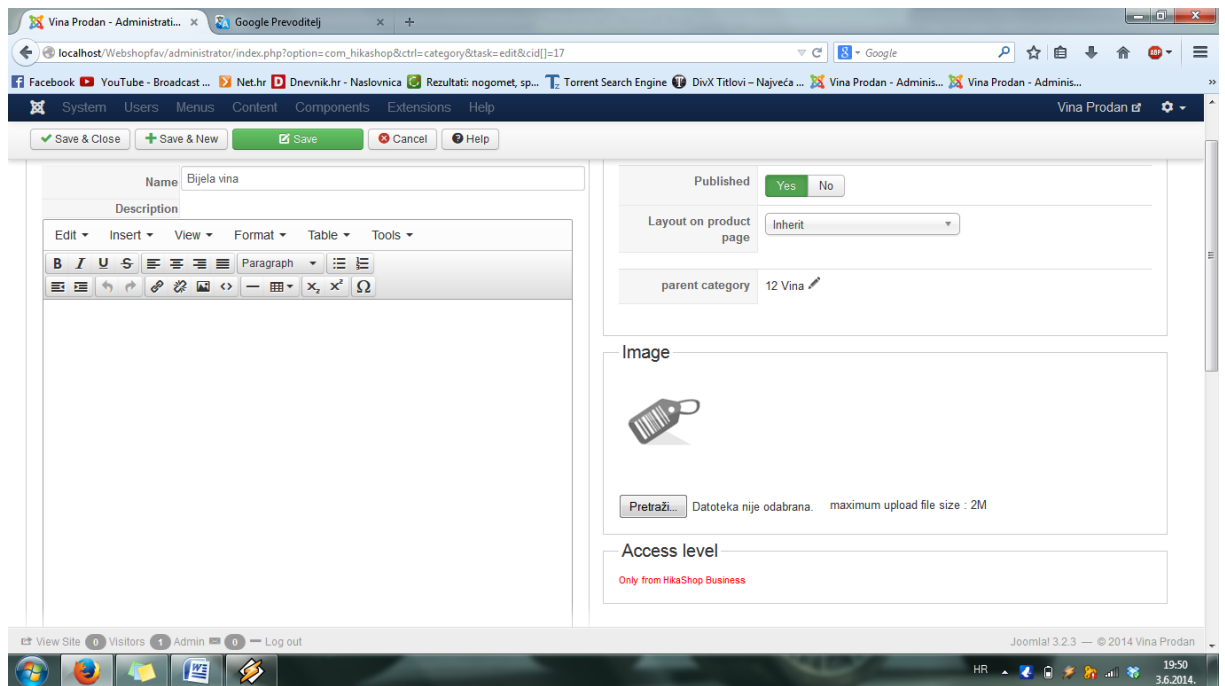 Vina Prodan - Administrati...
Google Prevoditelj
localhost/Webshopfav/administrator/index.php?option=com_hikashop&ctrl=category&task=edit&cid[]=17
Google
Facebook YouTube - Broadcast ... Net.hr Dnevnik.hr - Naslovnica Rezultati: nogomet, sp... Torrent Search Engine DivX Titlovi – Najveća ... Vina Prodan - Adminis... Vina Prodan - Adminis...
System Users Menus Content Components Extensions Help Vina Prodan
Save & Close Save & New Save Cancel Help
Name Bijela vina
Description
Edit Insert View Format Table Tools
B I U S Paragraph
x₂ x² Ω
Published Yes No
Layout on product page Inherit
parent category 12 Vina
Image
Pretraži... Datoteka nije odabrana. maximum upload file size : 2M
Access level
Only from HikaShop Business
View Site 0 Visitors 1 Admin 0 Log out Joomla! 3.2.3 — © 2014 Vina Prodan
HR 19:50
3.6.2014.